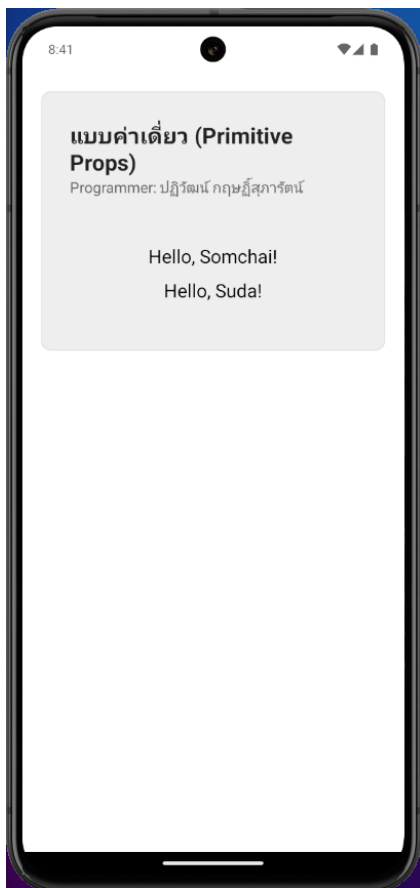 8:41
แบบค่าเดี่ยว (Primitive
Props)
Programmer: ปฏิวัฒน์ กฤษฏิ์สุภารัตน์
Hello, Somchai!
Hello, Suda!